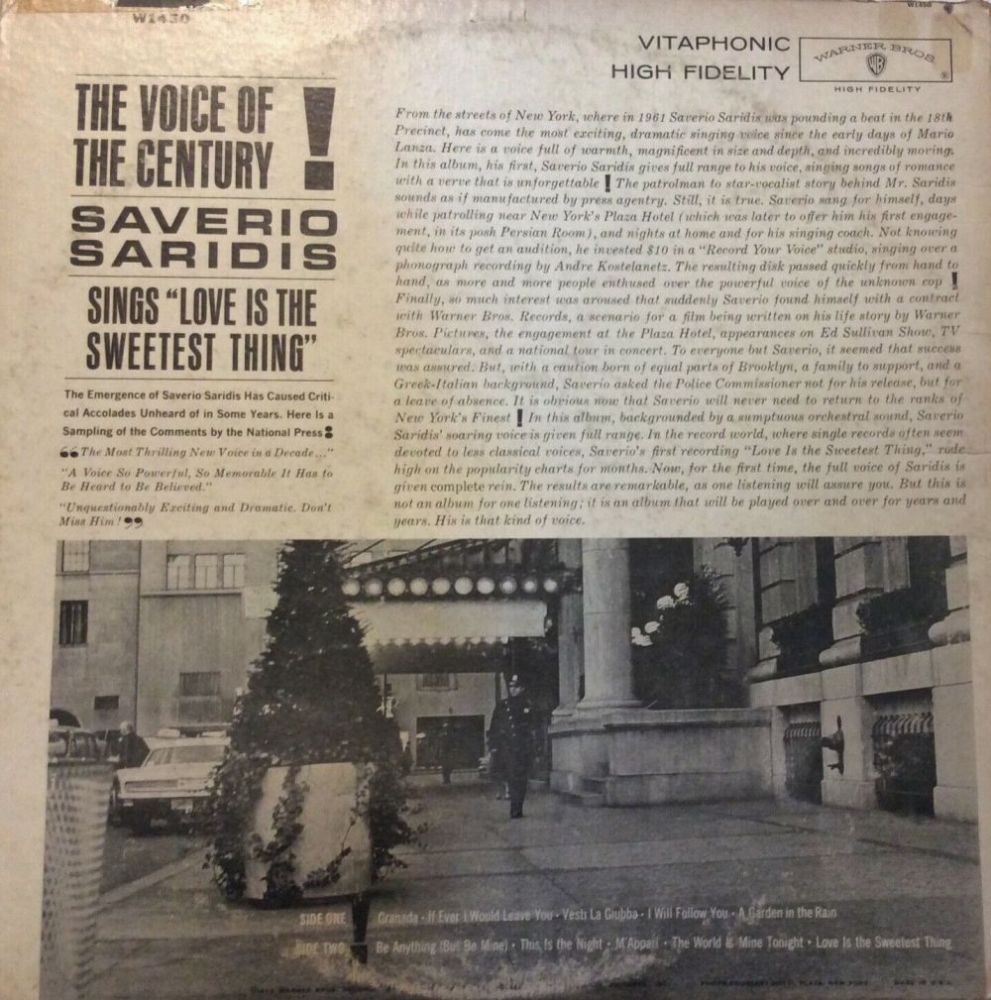 W1430
W1430
VITAPHONIC
HIGH FIDELITY
WARNER BROS.
WB
®
HIGH FIDELITY
THE VOICE OF
THE CENTURY !
SAVERIO
SARIDIS
SINGS “LOVE IS THE
SWEETEST THING”
The Emergence of Saverio Saridis Has Caused Criti-
cal Accolades Unheard of in Some Years. Here Is a
Sampling of the Comments by the National Press:
“The Most Thrilling New Voice in a Decade...”
“A Voice So Powerful, So Memorable It Has to
Be Heard to Be Believed.”
“Unquestionably Exciting and Dramatic. Don't
Miss Him!”
From the streets of New York, where in 1961 Saverio Saridis was pounding a beat in the 18th
Precinct, has come the most exciting, dramatic singing voice since the early days of Mario
Lanza. Here is a voice full of warmth, magnificent in size and depth, and incredibly moving.
In this album, his first, Saverio Saridis gives full range to his voice, singing songs of romance
with a verve that is unforgettable! The patrolman to star-vocalist story behind Mr. Saridis
sounds as if manufactured by press agentry. Still, it is true. Saverio sang for himself, days
while patrolling near New York's Plaza Hotel (which was later to offer him his first engage-
ment, in its posh Persian Room), and nights at home and for his singing coach. Not knowing
quite how to get an audition, he invested $10 in a “Record Your Voice” studio, singing over a
phonograph recording by Andre Kostelanetz. The resulting disk passed quickly from hand to
hand, as more and more people enthused over the powerful voice of the unknown cop!
Finally, so much interest was aroused that suddenly Saverio found himself with a contract
with Warner Bros. Records, a scenario for a film being written on his life story by Warner
Bros. Pictures, the engagement at the Plaza Hotel, appearances on Ed Sullivan Show, TV
spectaculars, and a national tour in concert. To everyone but Saverio, it seemed that success
was assured. But, with a caution born of equal parts of Brooklyn, a family to support, and a
Greek-Italian background, Saverio asked the Police Commissioner not for his release, but for
a leave of absence. It is obvious now that Saverio will never need to return to the ranks of
New York's Finest! In this album, backgrounded by a sumptuous orchestral sound, Saverio
Saridis' soaring voice is given full range. In the record world, where single records often seem
devoted to less classical voices, Saverio's first recording “Love Is the Sweetest Thing,” rode
high on the popularity charts for months. Now, for the first time, the full voice of Saridis is
given complete rein. The results are remarkable, as one listening will assure you. But this is
not an album for one listening; it is an album that will be played over and over for years and
years. His is that kind of voice.
SIDE ONE Granada • If Ever I Would Leave You • Vesti La Giubba • I Will Follow You • A Garden in the Rain
SIDE TWO Be Anything (But Be Mine) • This Is the Night • M'Appari • The World Is Mine Tonight • Love Is the Sweetest Thing
MADE IN U.S.A.